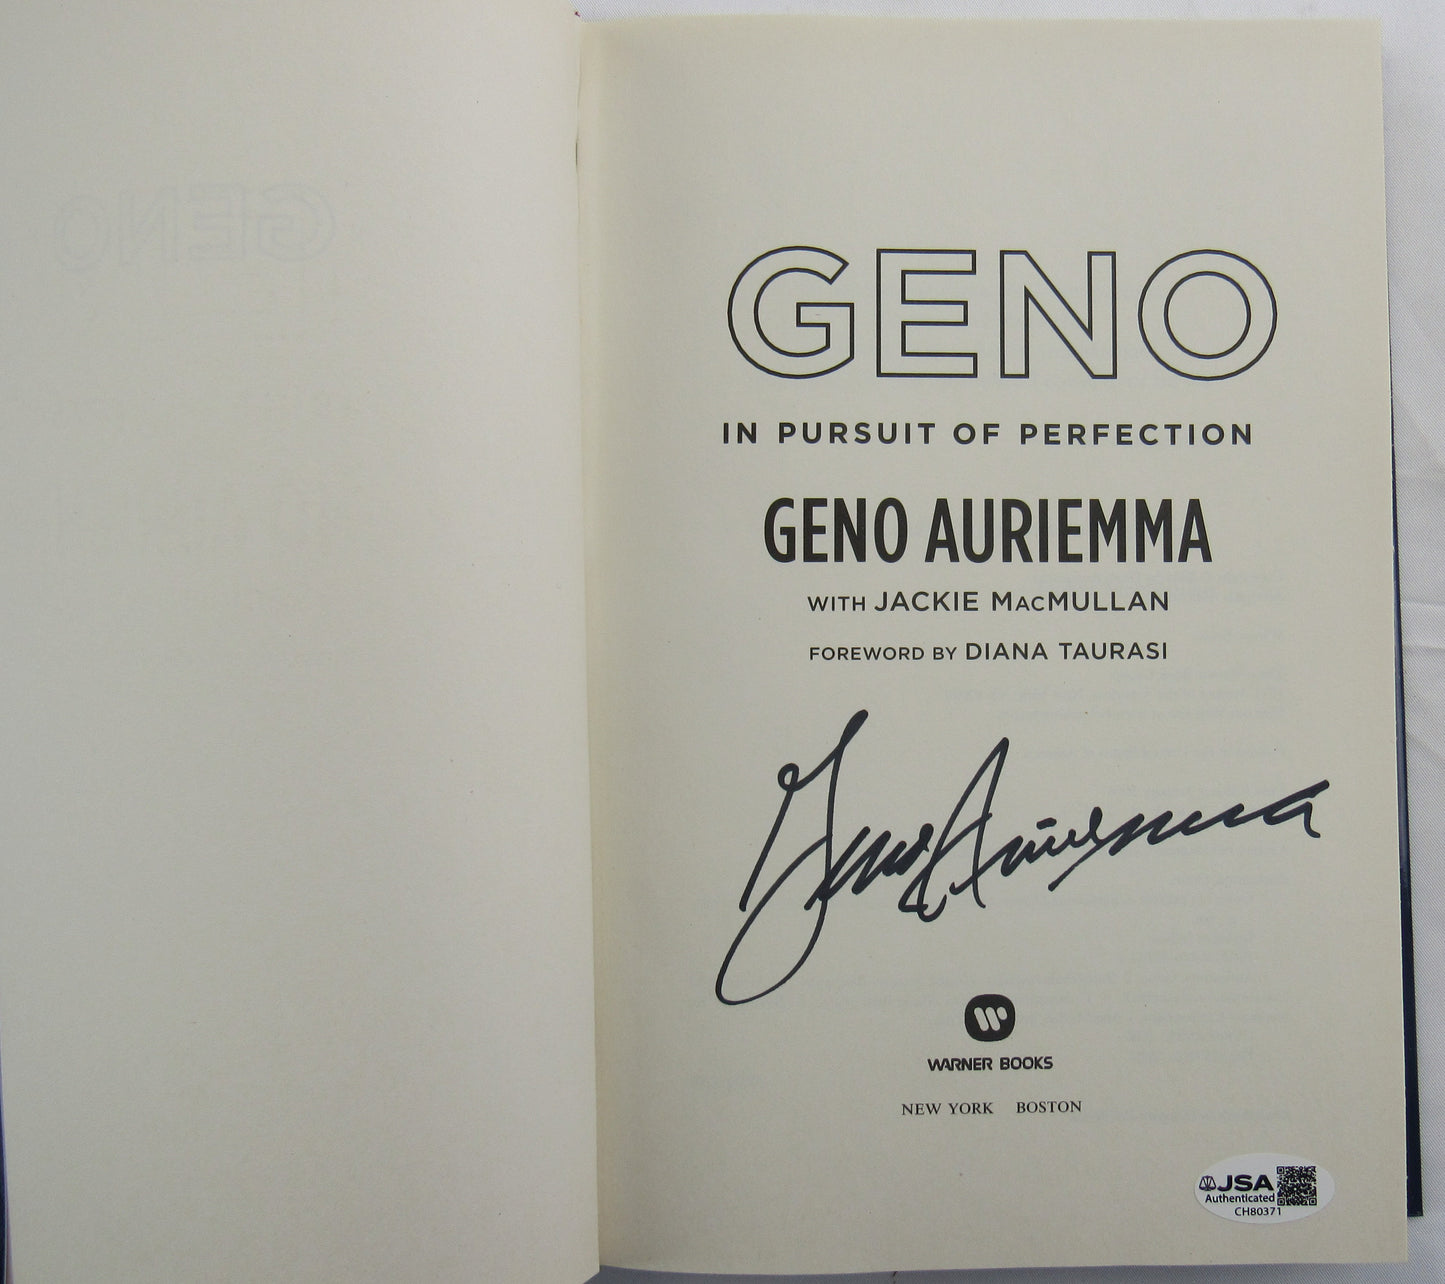 GENO
GENO
IN PURSUIT OF PERFECTION
GENO AURIEMMA
WITH JACKIE MACMULLAN
FOREWORD BY DIANA TAURASI
Geno Auriemma
WARNER BOOKS
NEW YORK BOSTON
JSA
Authenticated
CH80371